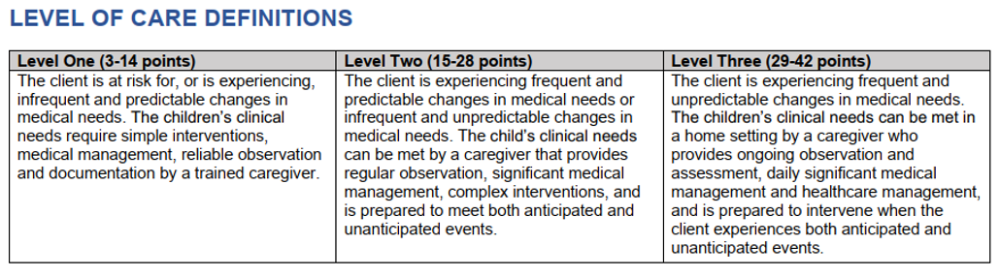 LEVEL OF CARE DEFINITIONS
Level One (3-14 points)
The client is at risk for, or is experiencing,
infrequent and predictable changes in
medical needs. The children's clinical
needs require simple interventions,
medical management, reliable observation
and documentation by a trained caregiver.
Level Two (15-28 points)
The client is experiencing frequent and
predictable changes in medical needs or
infrequent and unpredictable changes in
medical needs. The child's clinical needs
can be met by a caregiver that provides
regular observation, significant medical
management, complex interventions, and
is prepared to meet both anticipated and
unanticipated events.
Level Three (29-42 points)
The client is experiencing frequent and
unpredictable changes in medical needs.
The children's clinical needs can be met in
a home setting by a caregiver who
provides ongoing observation and
assessment, daily significant medical
management and healthcare management,
and is prepared to intervene when the
client experiences both anticipated and
unanticipated events.